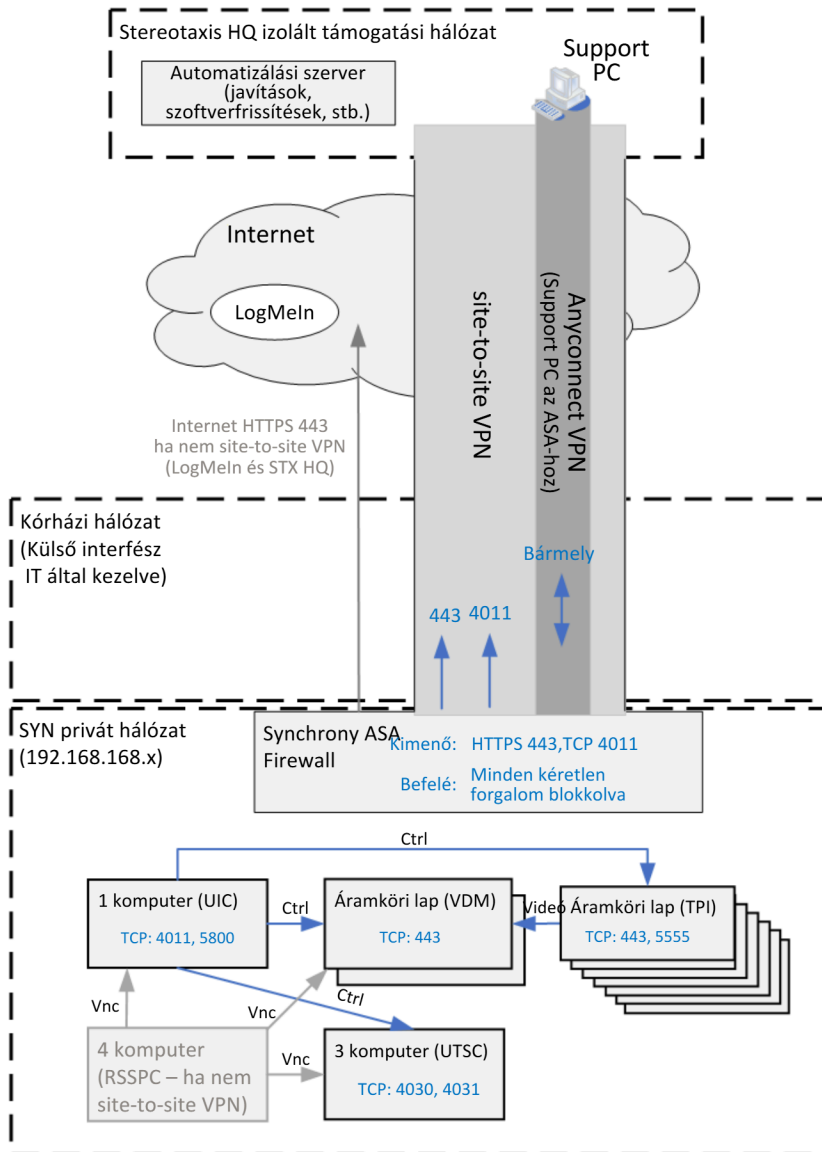 Stereotaxis HQ izolált támogatási hálózat
Support
PC
Automatizálási szerver
(javítások,
szoftverfrissítések, stb.)
Internet
LogMeIn
site-to-site VPN
Anyconnect VPN
(Support PC az ASA-hoz)
Internet HTTPS 443
ha nem site-to-site VPN
(LogMeIn és STX HQ)
Kórházi hálózat
(Külső interfész
IT által kezelve)
Bármely
443
4011
SYN privát hálózat
(192.168.168.x)
Synchrony ASA
Firewall
Kimenő: HTTPS 443,TCP 4011
Befelé: Minden kéretlen
forgalom blokkolva
Ctrl
1 komputer (UIC)
TCP: 4011, 5800
Ctrl
Áramköri lap (VDM)
TCP: 443
Videó
Áramköri lap (TPI)
TCP: 443, 5555
Vnc
Vnc
Ctrl
4 komputer
(RSSPC – ha nem
site-to-site VPN)
Vnc
3 komputer (UTSC)
TCP: 4030, 4031